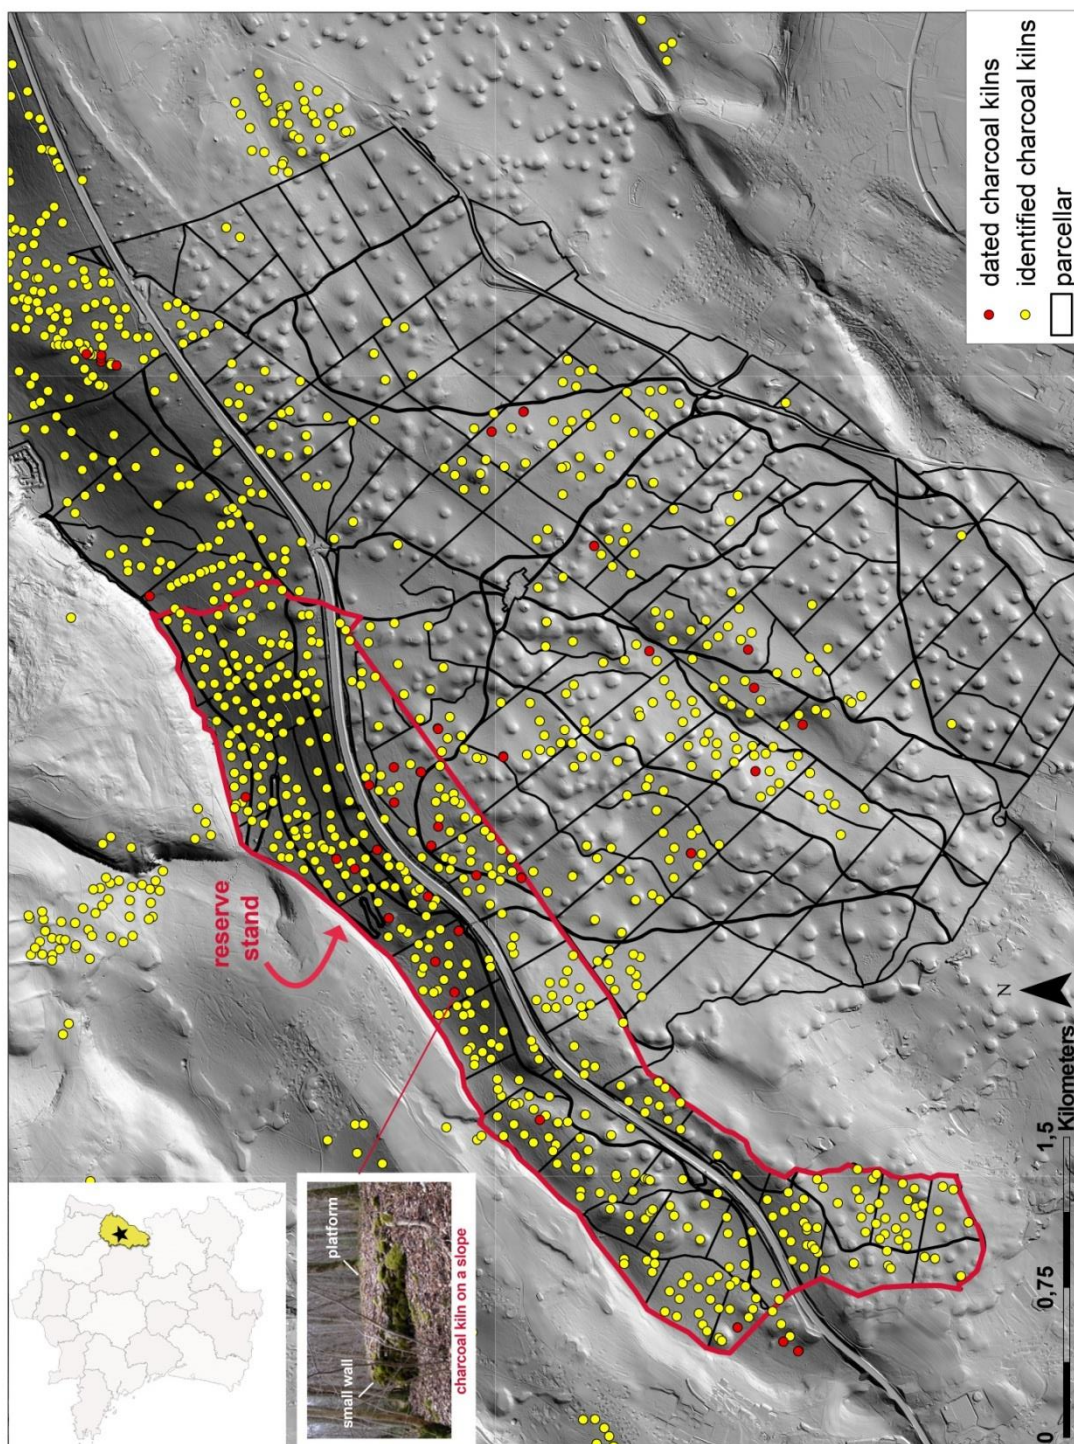 dated charcoal kilns
identified charcoal kilns
parcellar
reserve
stand
N
platform
small wall
charcoal kiln on a slope
0
0,75
1,5
Kilometers